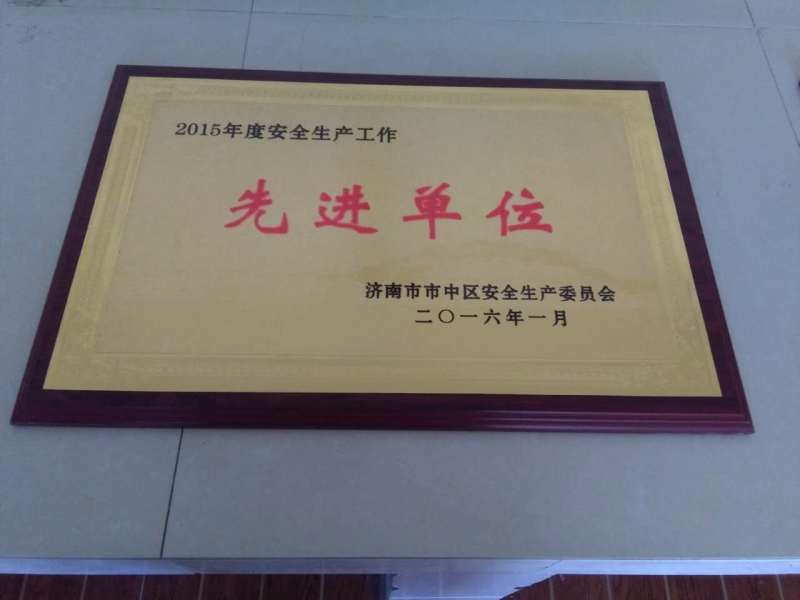 2015年度安全生产工作
先进单位
济南市市中区安全生产委员会
二〇一六年一月